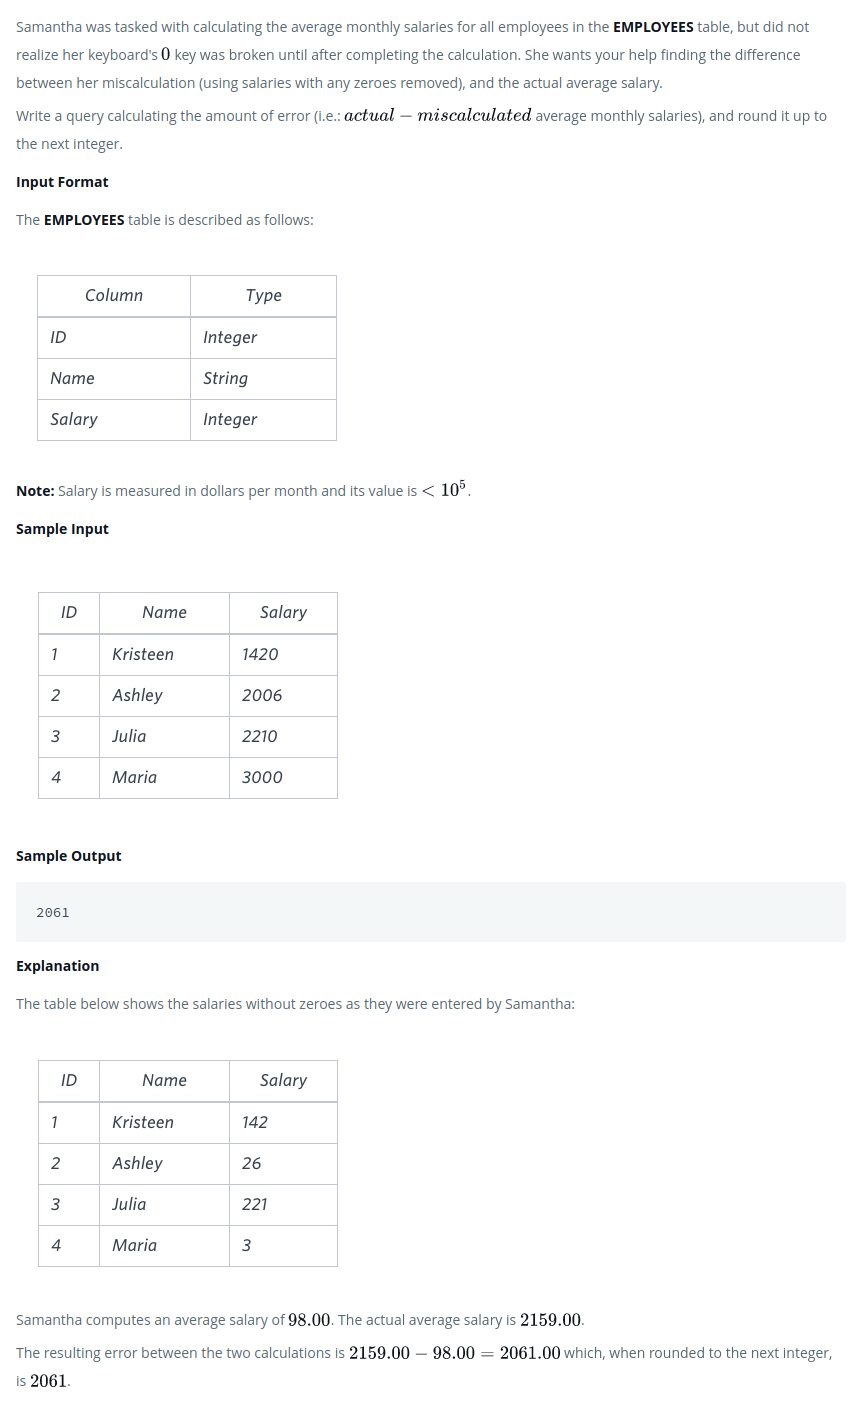 Samantha was tasked with calculating the average monthly salaries for all employees in the EMPLOYEES table, but did not
realize her keyboard's 0 key was broken until after completing the calculation. She wants your help finding the difference
between her miscalculation (using salaries with any zeroes removed), and the actual average salary.
Write a query calculating the amount of error (i.e.: actual − miscalculated average monthly salaries), and round it up to
the next integer.
Input Format
The EMPLOYEES table is described as follows:
Column Type
ID Integer
Name String
Salary Integer
Note: Salary is measured in dollars per month and its value is < 10⁵.
Sample Input
ID Name Salary
1 Kristeen 1420
2 Ashley 2006
3 Julia 2210
4 Maria 3000
Sample Output
2061
Explanation
The table below shows the salaries without zeroes as they were entered by Samantha:
ID Name Salary
1 Kristeen 142
2 Ashley 26
3 Julia 221
4 Maria 3
Samantha computes an average salary of 98.00. The actual average salary is 2159.00.
The resulting error between the two calculations is 2159.00 − 98.00 = 2061.00 which, when rounded to the next integer,
is 2061.